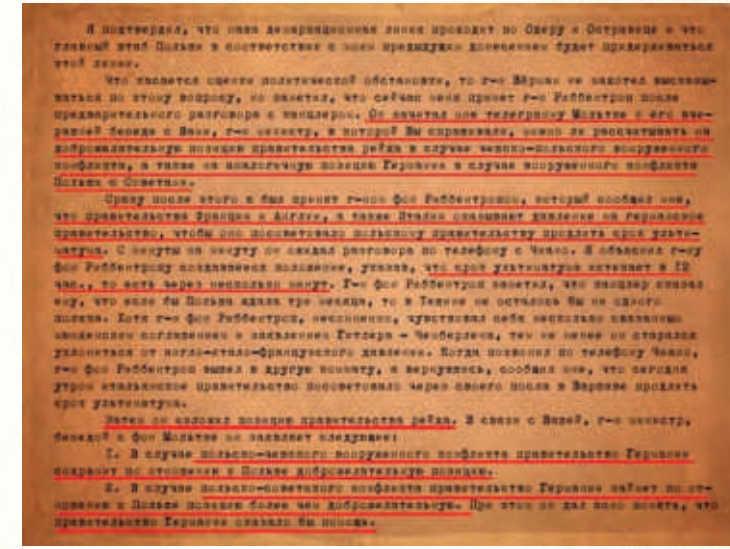 Я подтвердил, что наша демаркационная линия проходит по Одеру и Остравице и что
главный штаб Польши в соответствии с моим предыдущим донесением будет придерживаться
этой линии.
Что касается оценки политической обстановки, то г-н Вёрман не захотел высказы-
ваться по этому вопросу, но заметил, что сейчас меня примет г-н Риббентроп после
предварительного разговора с канцлером. Он зачитал мне телеграмму Мольтке о его вче-
рашней беседе с Вами, г-н министр, в которой Вы спрашивали, можно ли рассчитывать на
доброжелательную позицию правительства рейха в случае чешско-польского вооруженного
конфликта, а также на аналогичную позицию Германии в случае вооруженного конфликта
Польши с Советами.
Сразу после этого я был принят г-ном фон Риббентропом, который сообщил мне,
что правительства Франции и Англии, а также Италии оказывают давление на германское
правительство, чтобы оно посоветовало польскому правительству продлить срок ульти-
матума. С минуты на минуту он ожидал разговора по телефону с Чиано. Я объяснил г-ну
фон Риббентропу создавшееся положение, указав, что срок ультиматума истекает в 12
час., то есть через несколько минут. Г-н фон Риббентроп заметил, что канцлер сказал
ему, что если бы Польша ждала три месяца, то в Тешине не осталось бы ни одного
поляка. Хотя г-н фон Риббентроп, несомненно, чувствовал себя несколько связанным
мюнхенским соглашением и заявлением Гитлера - Чемберлена, тем не менее он старался
уклониться от англо-итало-французского давления. Когда позвонил по телефону Чиано,
г-н фон Риббентроп вышел в другую комнату, а вернувшись, сообщил мне, что сегодня
утром итальянское правительство посоветовало через своего посла в Варшаве продлить
срок ультиматума.
Затем он изложил позицию правительства рейха. В связи с Вашей, г-н министр,
беседой с фон Мольтке он заявляет следующее:
1. В случае польско-чешского вооруженного конфликта правительство Германии
сохранит по отношению к Польше доброжелательную позицию.
2. В случае польско-советского конфликта правительство Германии займет по от-
ношению к Польше позицию более чем доброжелательную. При этом он дал ясно понять, что
правительство Германии оказало бы помощь.